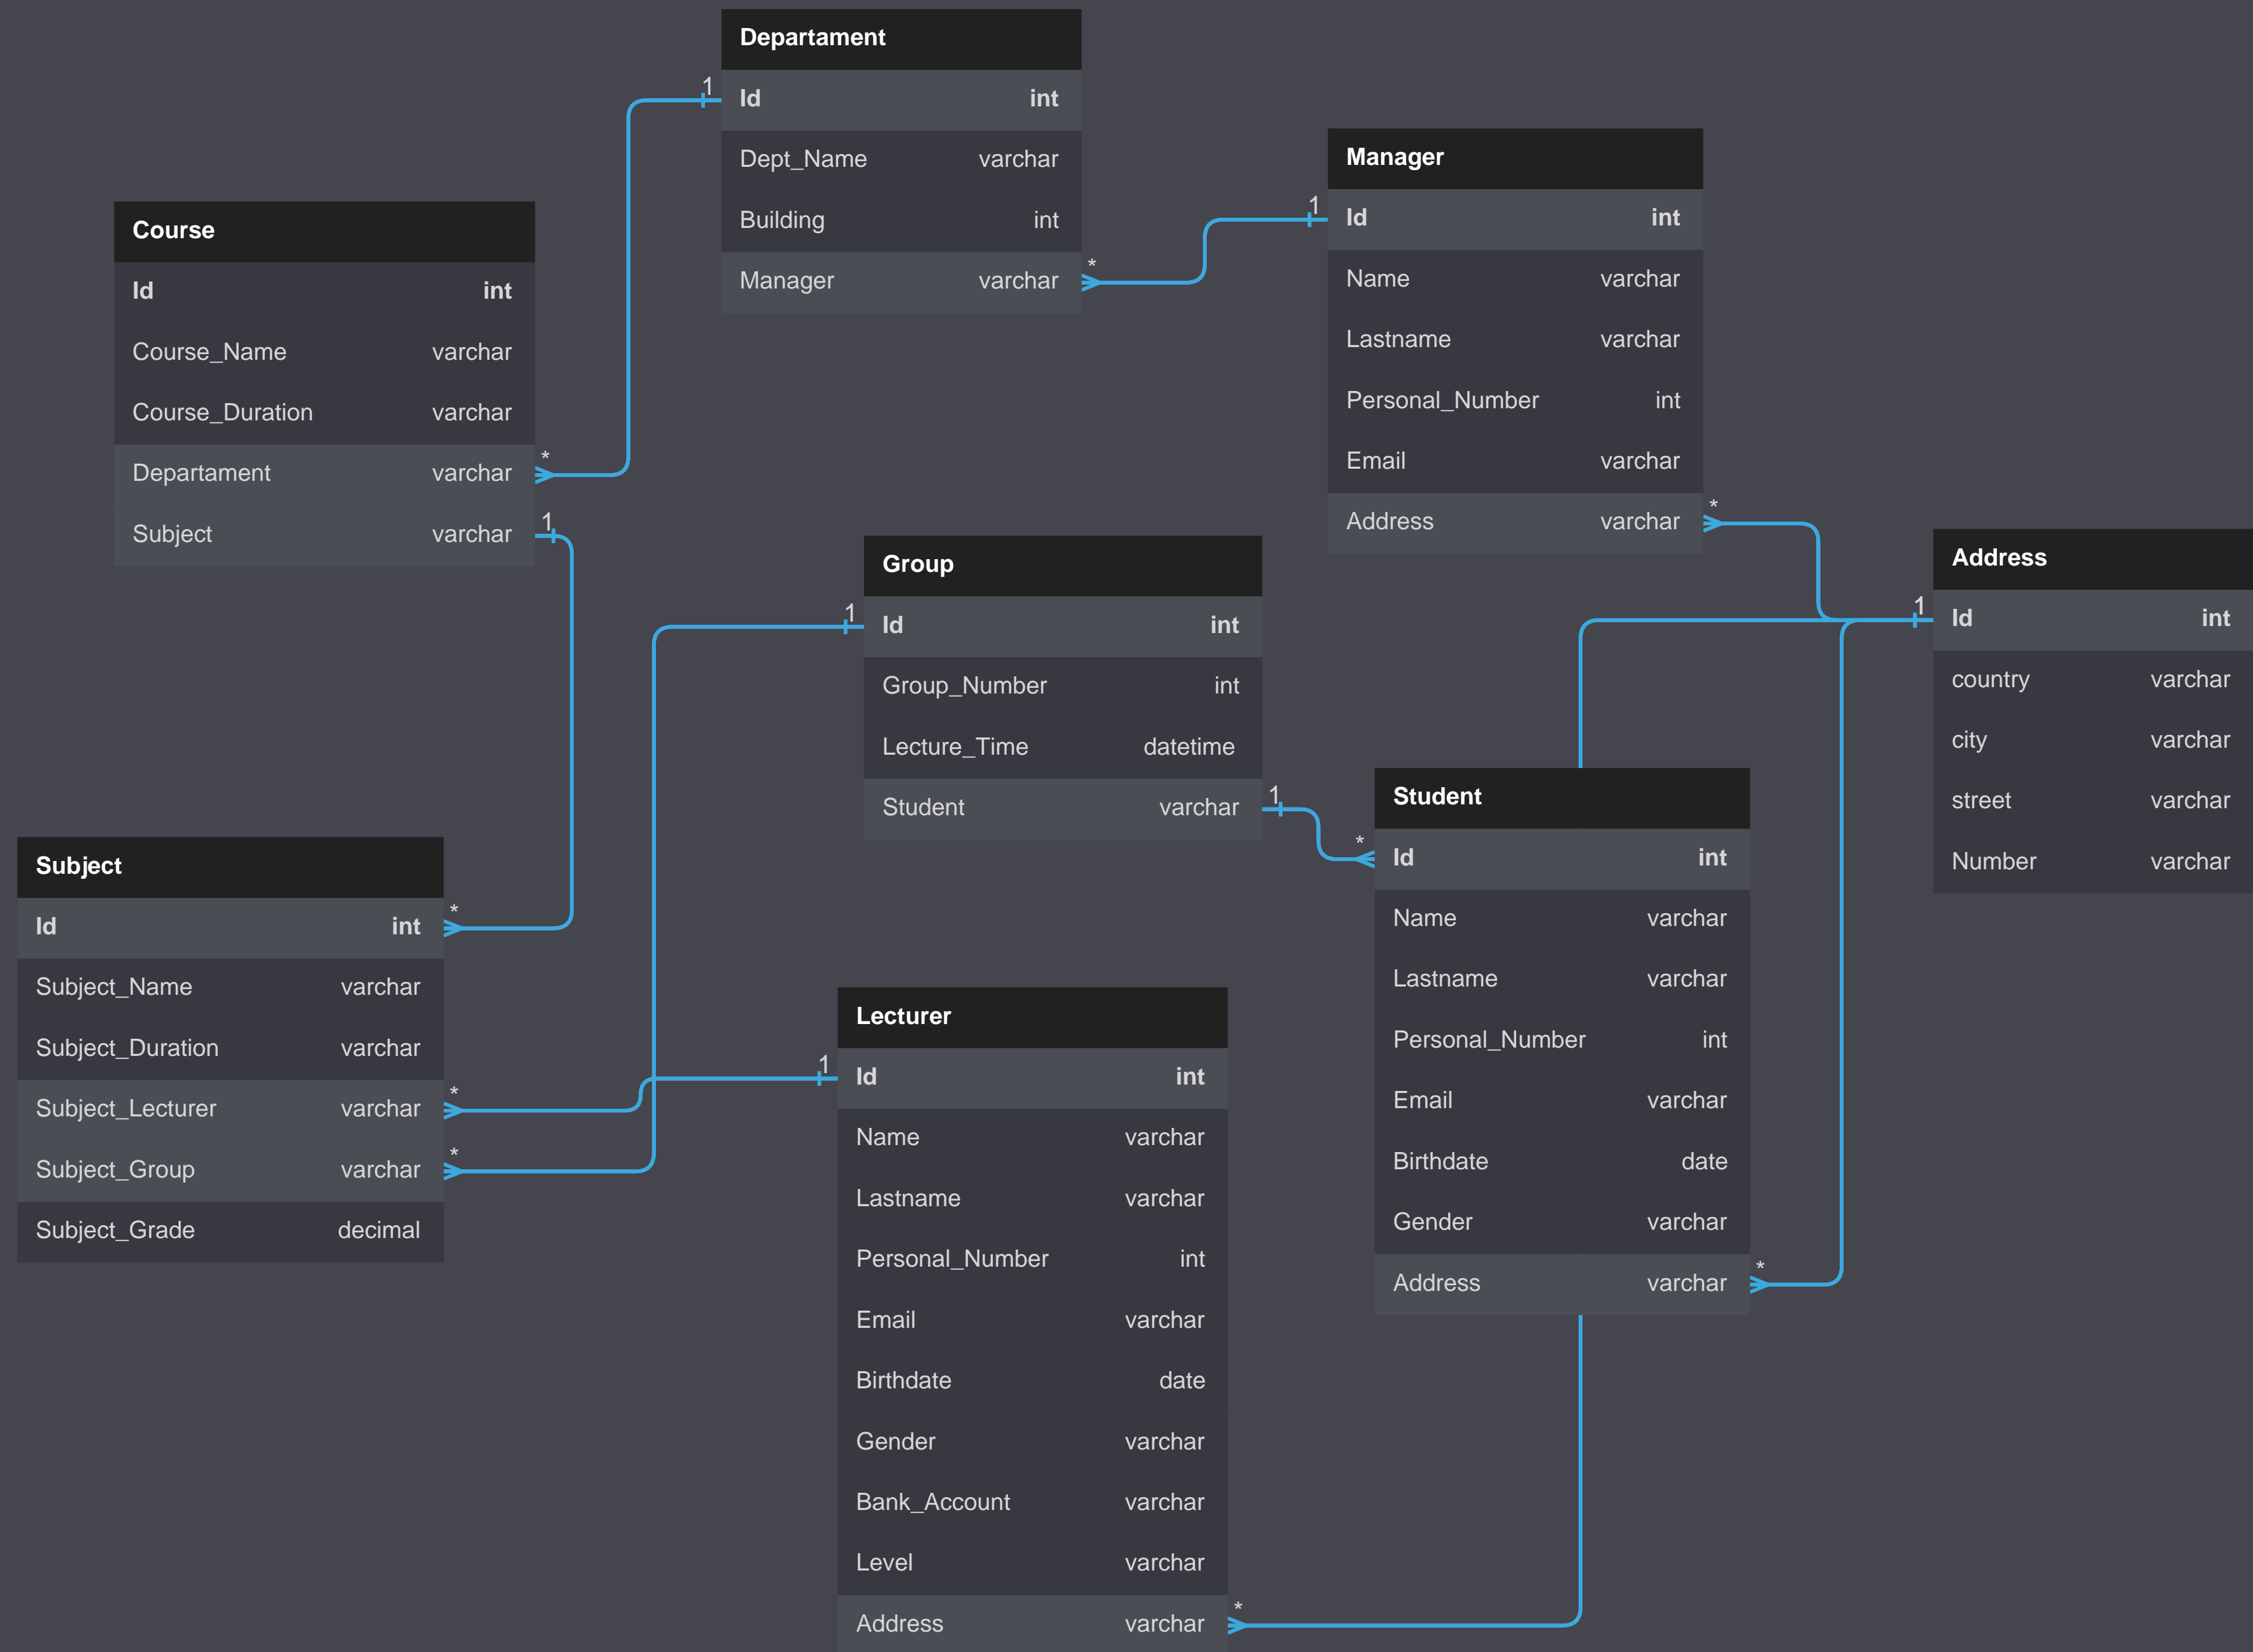 Departament
Id int
Dept_Name varchar
Building int
Manager varchar
1
*
Manager
Id int
Name varchar
Lastname varchar
Personal_Number int
Email varchar
Address varchar
1
*
Course
Id int
Course_Name varchar
Course_Duration varchar
Departament varchar
Subject varchar
*
1
Group
Id int
Group_Number int
Lecture_Time datetime
Student varchar
1
1
Address
Id int
country varchar
city varchar
street varchar
Number varchar
1
Student
Id int
Name varchar
Lastname varchar
Personal_Number int
Email varchar
Birthdate date
Gender varchar
Address varchar
*
*
Subject
Id int
Subject_Name varchar
Subject_Duration varchar
Subject_Lecturer varchar
Subject_Group varchar
Subject_Grade decimal
*
*
*
Lecturer
Id int
Name varchar
Lastname varchar
Personal_Number int
Email varchar
Birthdate date
Gender varchar
Bank_Account varchar
Level varchar
Address varchar
1
*